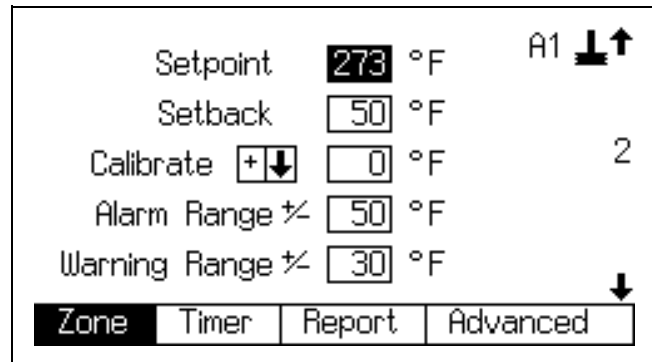 Setpoint 273 °F A1
Setback 50 °F
Calibrate + 0 °F 2
Alarm Range +/- 50 °F
Warning Range +/- 30 °F
Zone Timer Report Advanced